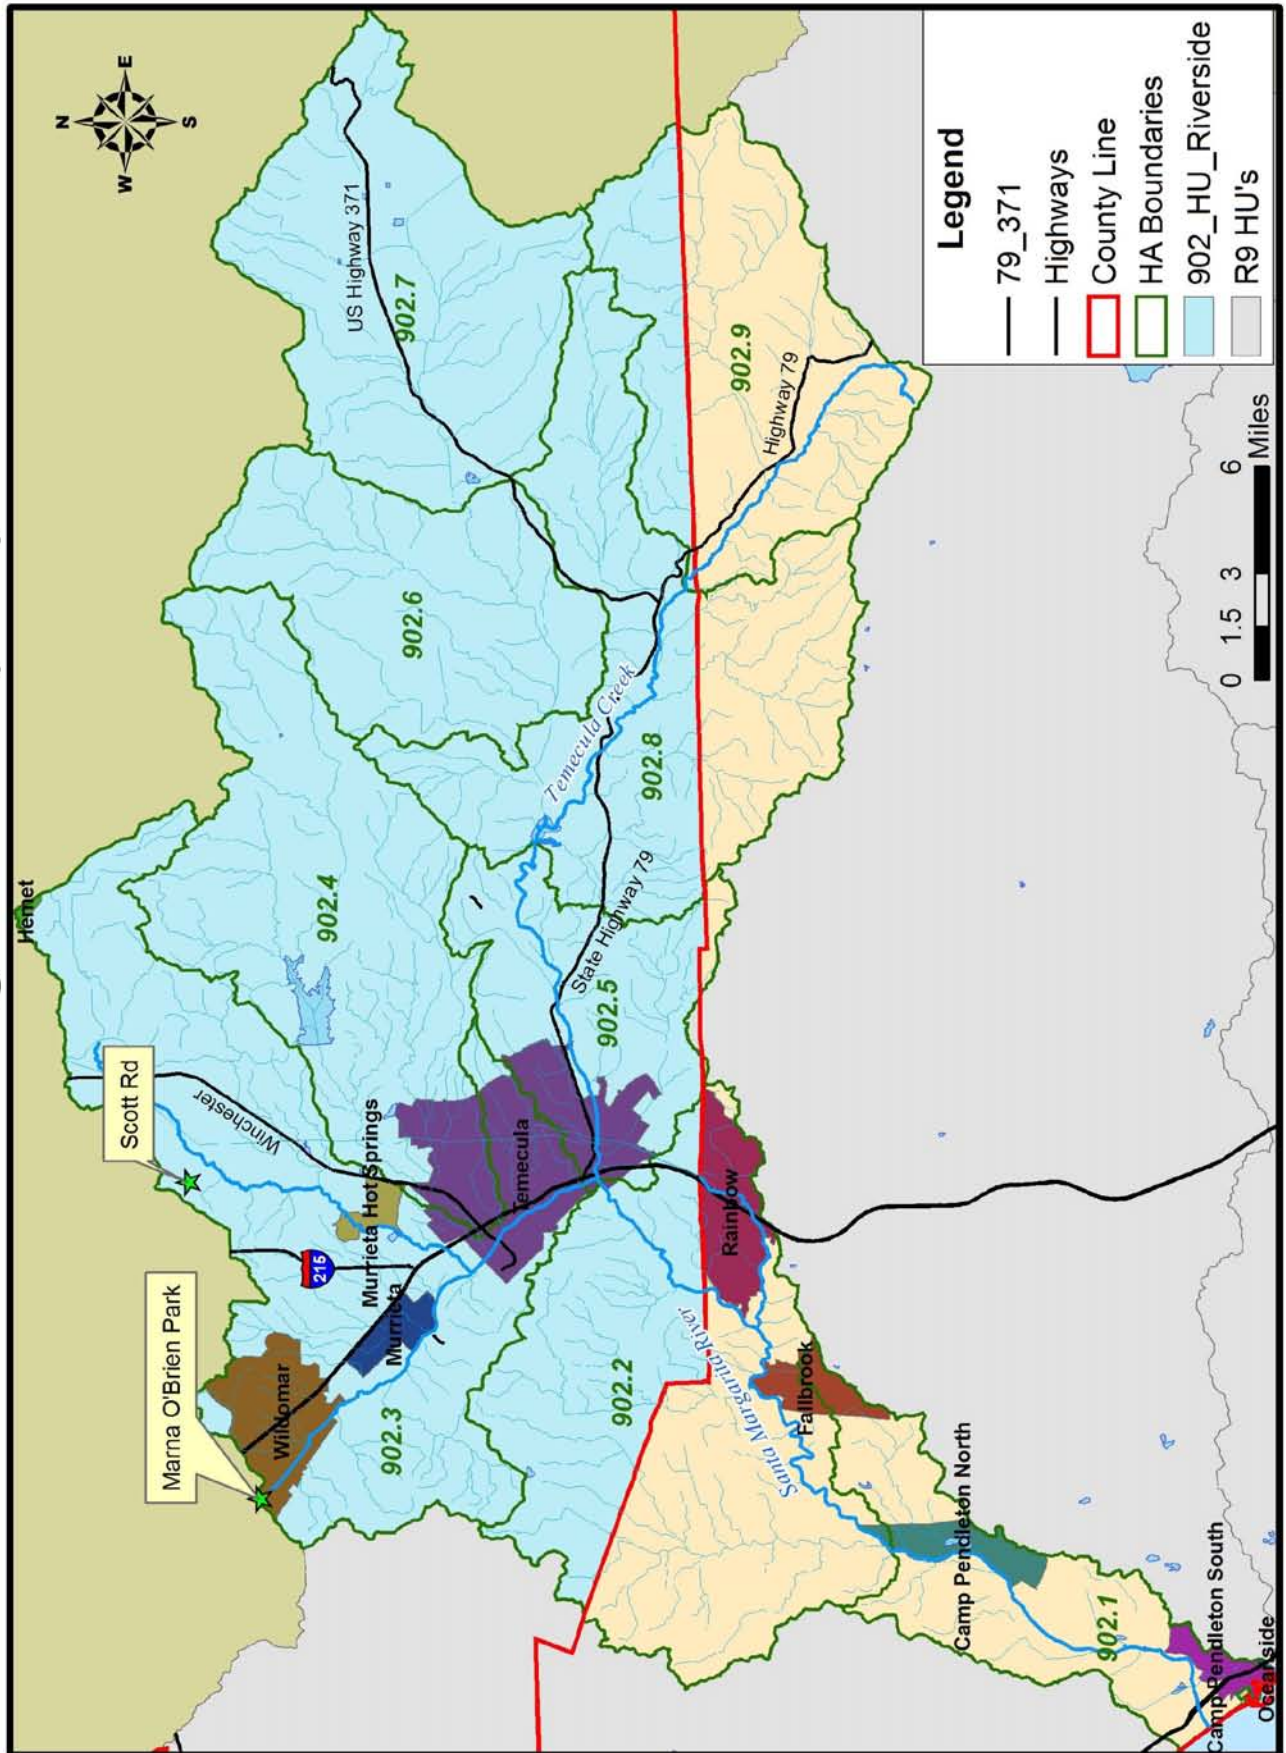 Hemet
N
W E
S
Scott Rd
Marna O'Brien Park
Winchester
US Highway 371
902.7
902.6
902.4
215
Murrieta Hot Springs
Murrieta
Wildomar
Temecula
Temecula Creek
State Highway 79
902.8
902.5
902.3
902.2
902.9
Highway 79
Rainbow
Santa Margarita River
Fallbrook
Camp Pendleton North
902.1
Camp Pendleton South
Oceanside
0 1.5 3 6
Miles
Legend
79_371
Highways
County Line
HA Boundaries
902_HU_Riverside
R9 HU's